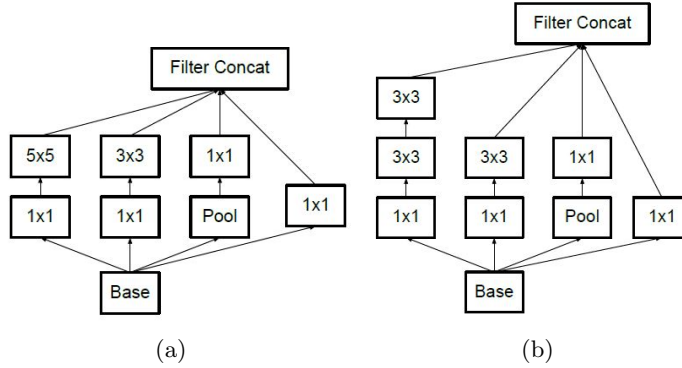 Filter Concat
5x5 3x3 1x1
1x1 1x1 Pool 1x1
Base
(a)
Filter Concat
3x3
3x3 3x3 1x1
1x1 1x1 Pool 1x1
Base
(b)